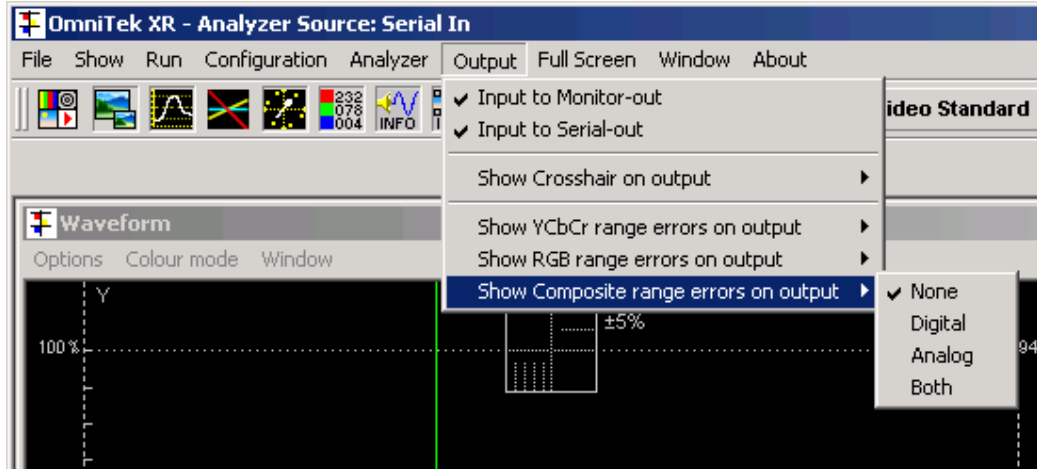 OmniTek XR - Analyzer Source: Serial In
File Show Run Configuration Analyzer Output Full Screen Window About
232
078
004
INFO
ideo Standard
Input to Monitor-out
Input to Serial-out
Show Crosshair on output
Show YCbCr range errors on output
Show RGB range errors on output
Show Composite range errors on output
None
Digital
Analog
Both
Waveform
Options Colour mode Window
Y
±5%
100%
94